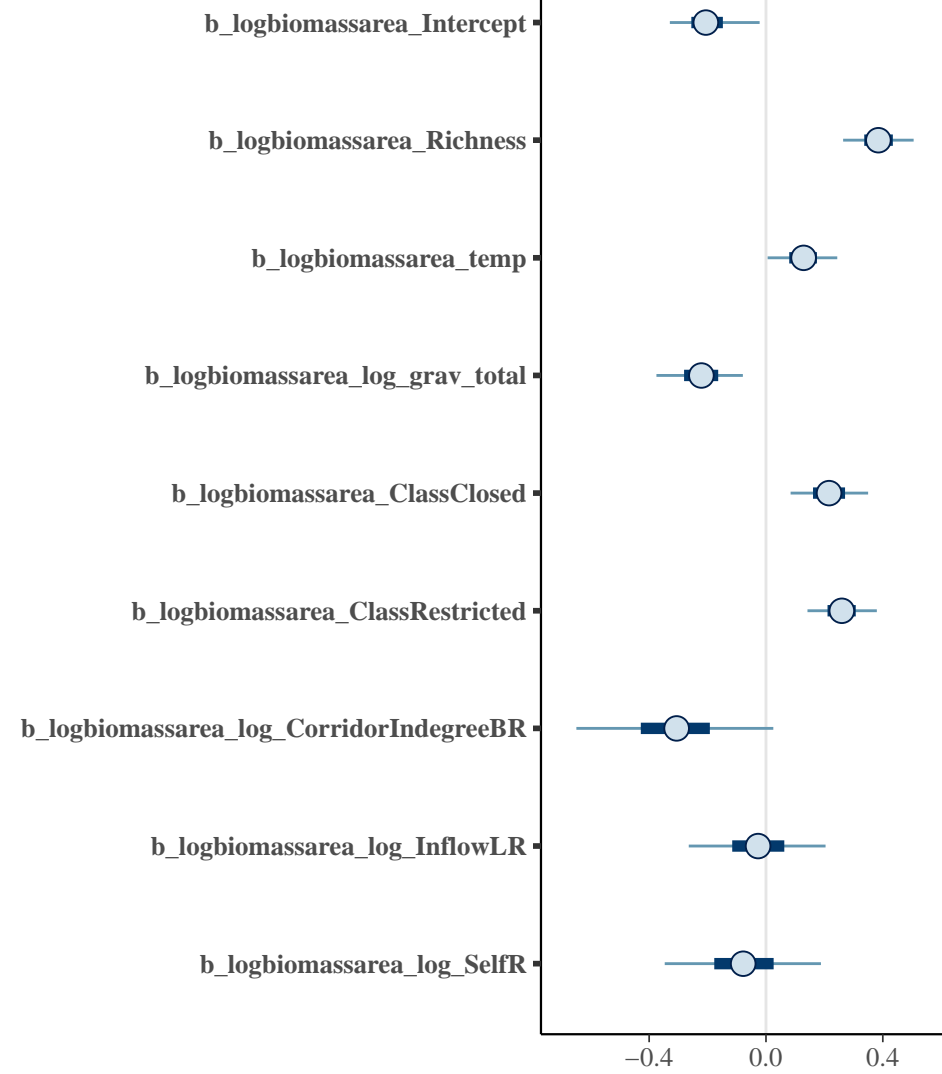 b_logbiomassarea_Intercept
b_logbiomassarea_Richness
b_logbiomassarea_temp
b_logbiomassarea_log_grav_total
b_logbiomassarea_ClassClosed
b_logbiomassarea_ClassRestricted
b_logbiomassarea_log_CorridorIndegreeBR
b_logbiomassarea_log_InflowLR
b_logbiomassarea_log_SelfR
−0.4 0.0 0.4